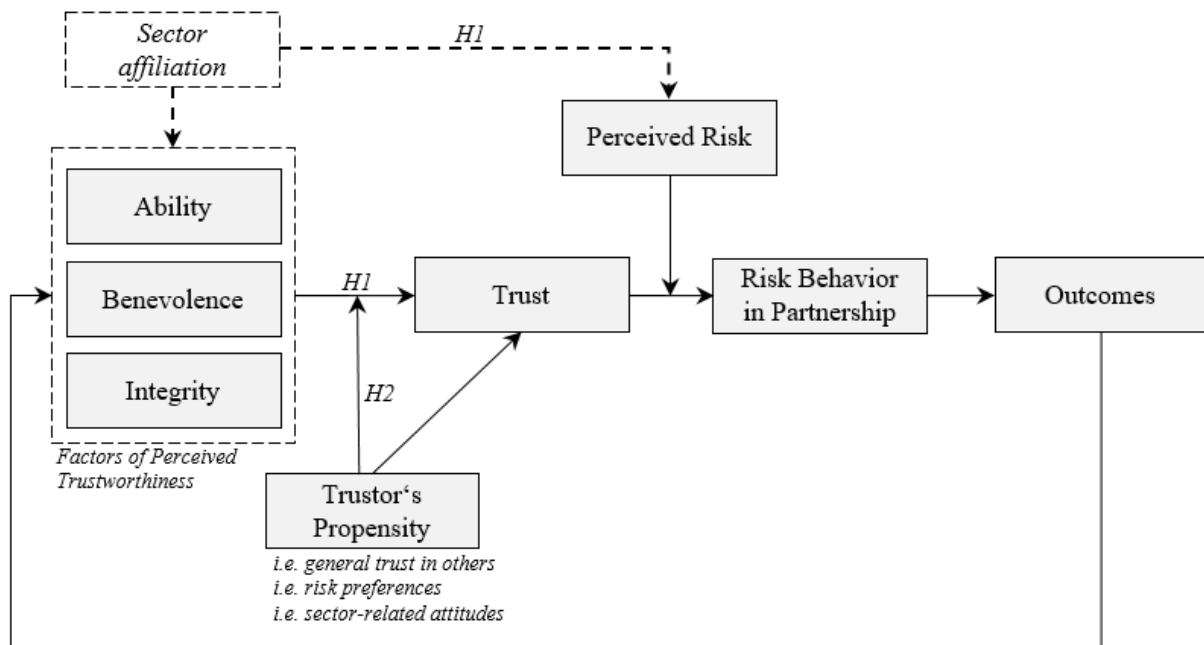 Sector
affiliation
H1
Perceived Risk
Ability
Benevolence
Integrity
Factors of Perceived
Trustworthiness
H1
Trust
Risk Behavior
in Partnership
Outcomes
H2
Trustor‘s
Propensity
i.e. general trust in others
i.e. risk preferences
i.e. sector-related attitudes